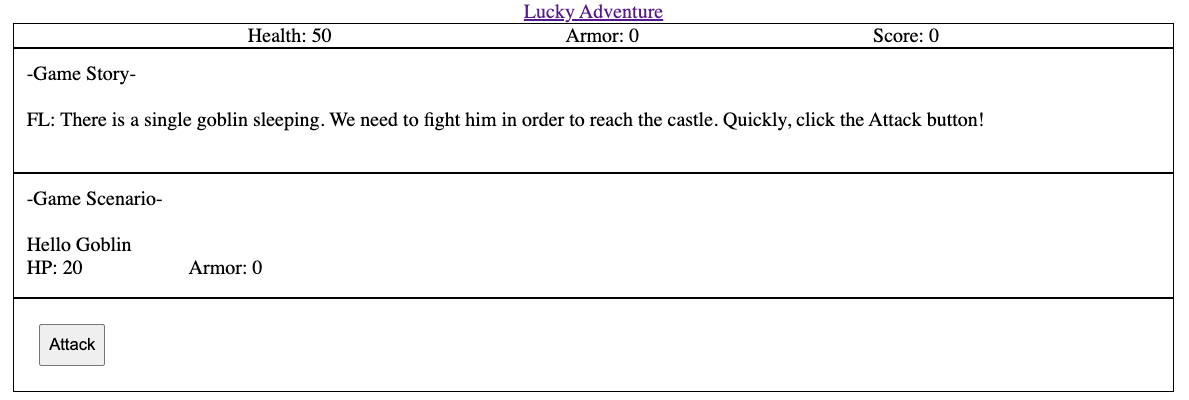 Lucky Adventure
Health: 50 Armor: 0 Score: 0
-Game Story-
FL: There is a single goblin sleeping. We need to fight him in order to reach the castle. Quickly, click the Attack button!
-Game Scenario-
Hello Goblin
HP: 20 Armor: 0
Attack